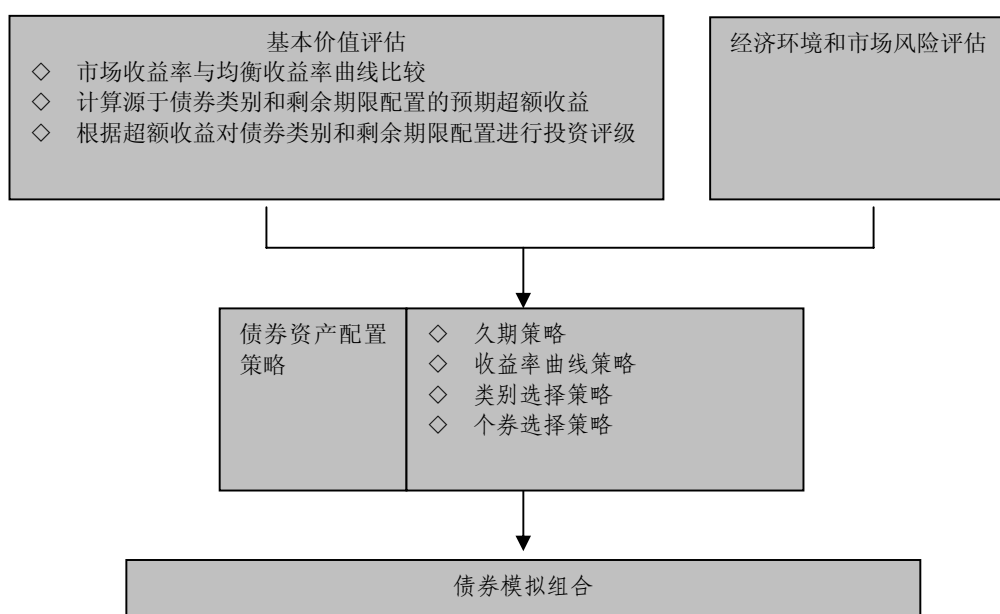 基本价值评估
◇ 市场收益率与均衡收益率曲线比较
◇ 计算源于债券类别和剩余期限配置的预期超额收益
◇ 根据超额收益对债券类别和剩余期限配置进行投资评级
经济环境和市场风险评估
债券资产配置
策略
◇ 久期策略
◇ 收益率曲线策略
◇ 类别选择策略
◇ 个券选择策略
债券模拟组合